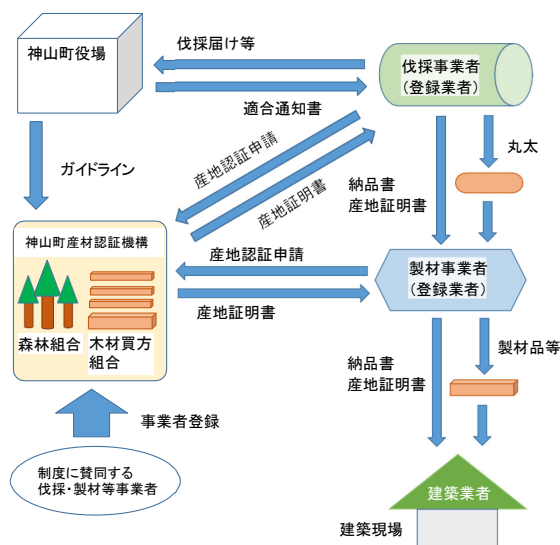 神山町役場
伐採届け等
伐採事業者
(登録業者)
適合通知書
ガイドライン
産地認証申請
産地証明書
丸太
納品書
産地証明書
神山町産材認証機構
森林組合
木材買方
組合
産地認証申請
産地証明書
製材事業者
(登録業者)
納品書
産地証明書
製材品等
事業者登録
制度に賛同する
伐採・製材等事業者
建築業者
建築現場